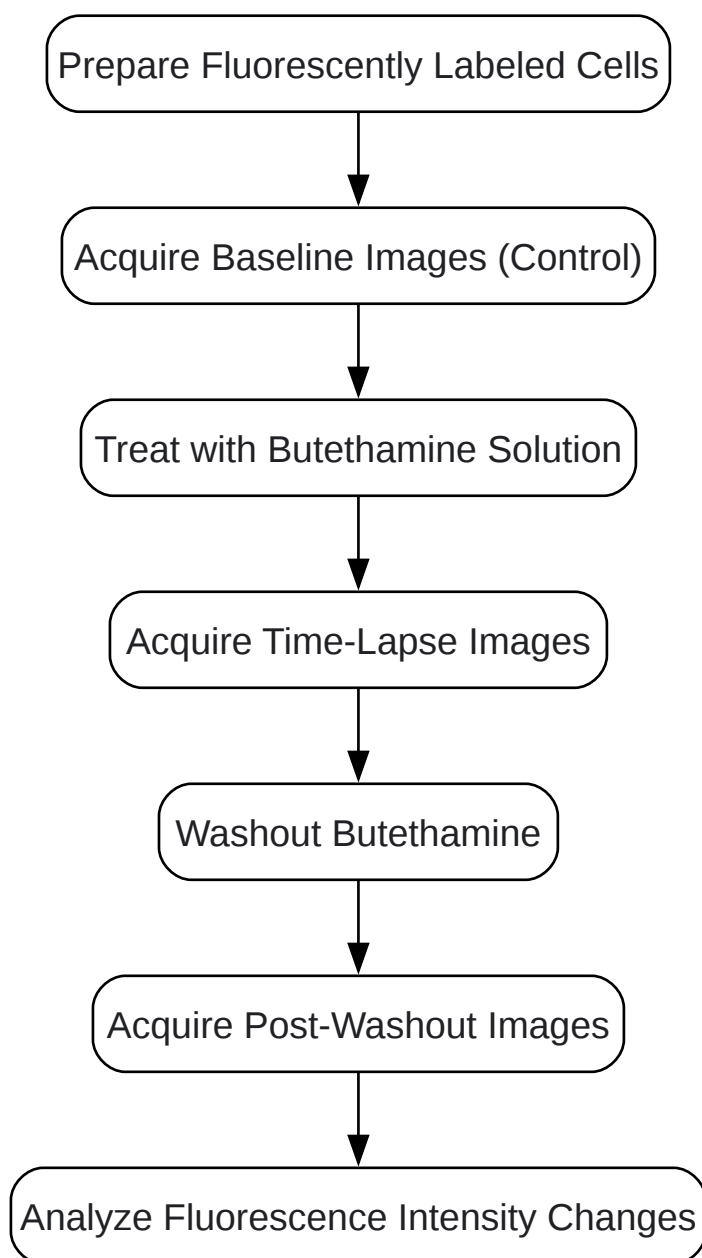 Prepare Fluorescently Labeled Cells
Acquire Baseline Images (Control)
Treat with Butethamine Solution
Acquire Time-Lapse Images
Washout Butethamine
Acquire Post-Washout Images
Analyze Fluorescence Intensity Changes